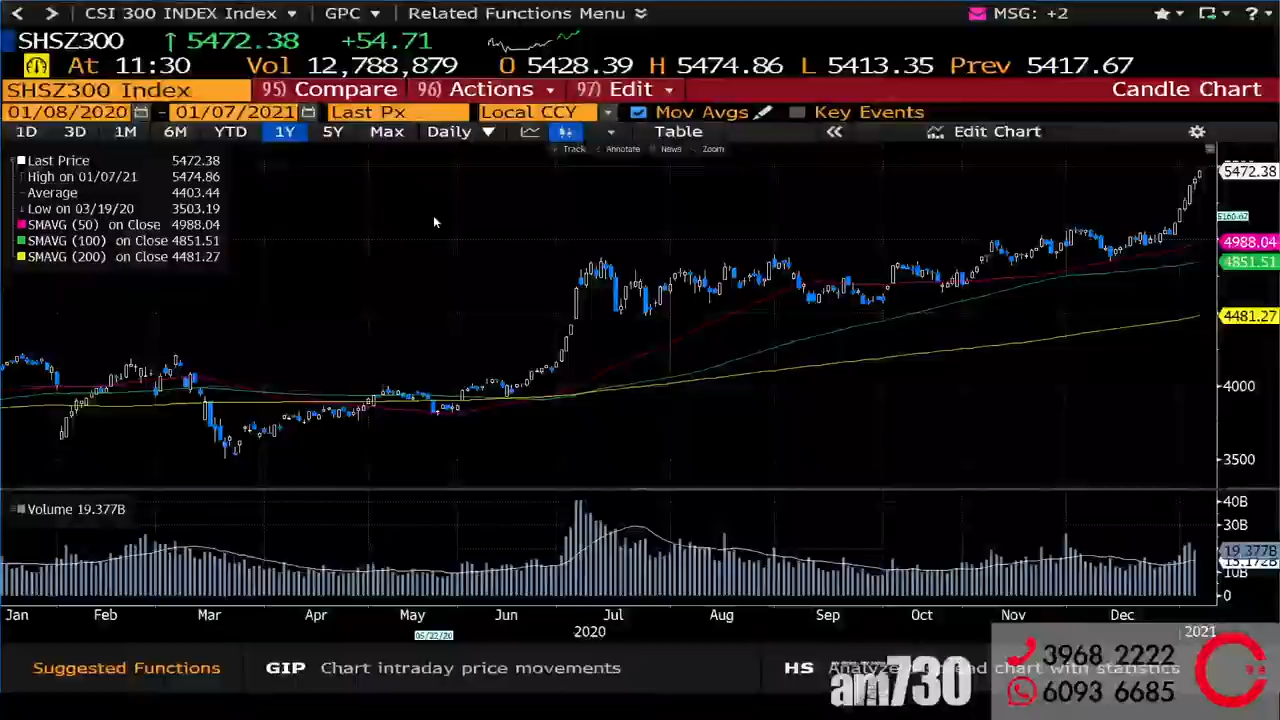 CSI 300 INDEX Index GPC Related Functions Menu MSG: +2
SHSZ300 ↑ 5472.38 +54.71
At 11:30 Vol 12,788,879 O 5428.39 H 5474.86 L 5413.35 Prev 5417.67
SHSZ300 Index 95) Compare 96) Actions 97) Edit Candle Chart
01/08/2020 - 01/07/2021 Last Px Local CCY Mov Avgs Key Events
1D 3D 1M 6M YTD 1Y 5Y Max Daily ▼ Table « Edit Chart
Track Annotate News Zoom
Last Price 5472.38
High on 01/07/21 5474.86
Average 4403.44
Low on 03/19/20 3503.19
SMAVG (50) on Close 4988.04
SMAVG (100) on Close 4851.51
SMAVG (200) on Close 4481.27
5472.38
4988.04
4851.51
4481.27
4000
3500
Volume 19.377B
40B
30B
19.377B
10B
0
Jan Feb Mar Apr May Jun Jul Aug Sep Oct Nov Dec
05/22/20 2020 2021
Suggested Functions GIP Chart intraday price movements HS Analyze and chart with statistics
am730
3968 2222
6093 6685